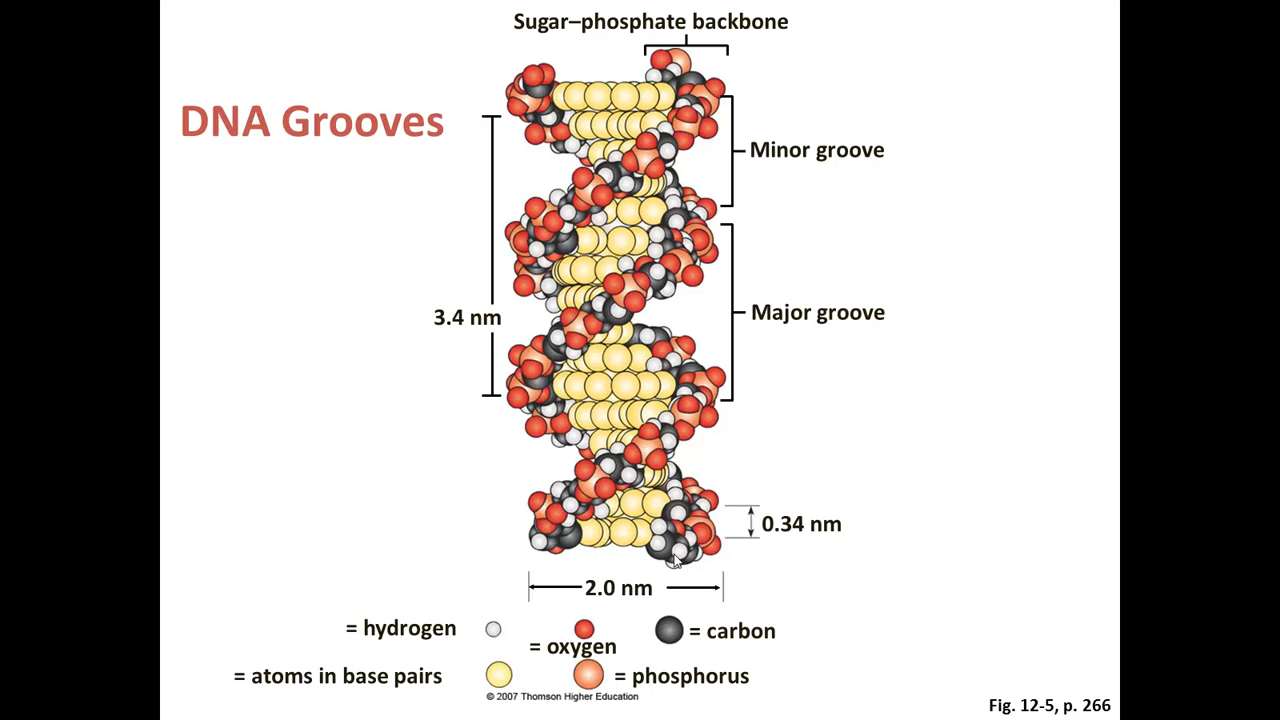 Sugar–phosphate backbone
DNA Grooves
Minor groove
3.4 nm
Major groove
0.34 nm
2.0 nm
= hydrogen
= oxygen
= carbon
= atoms in base pairs
= phosphorus
© 2007 Thomson Higher Education
Fig. 12-5, p. 266